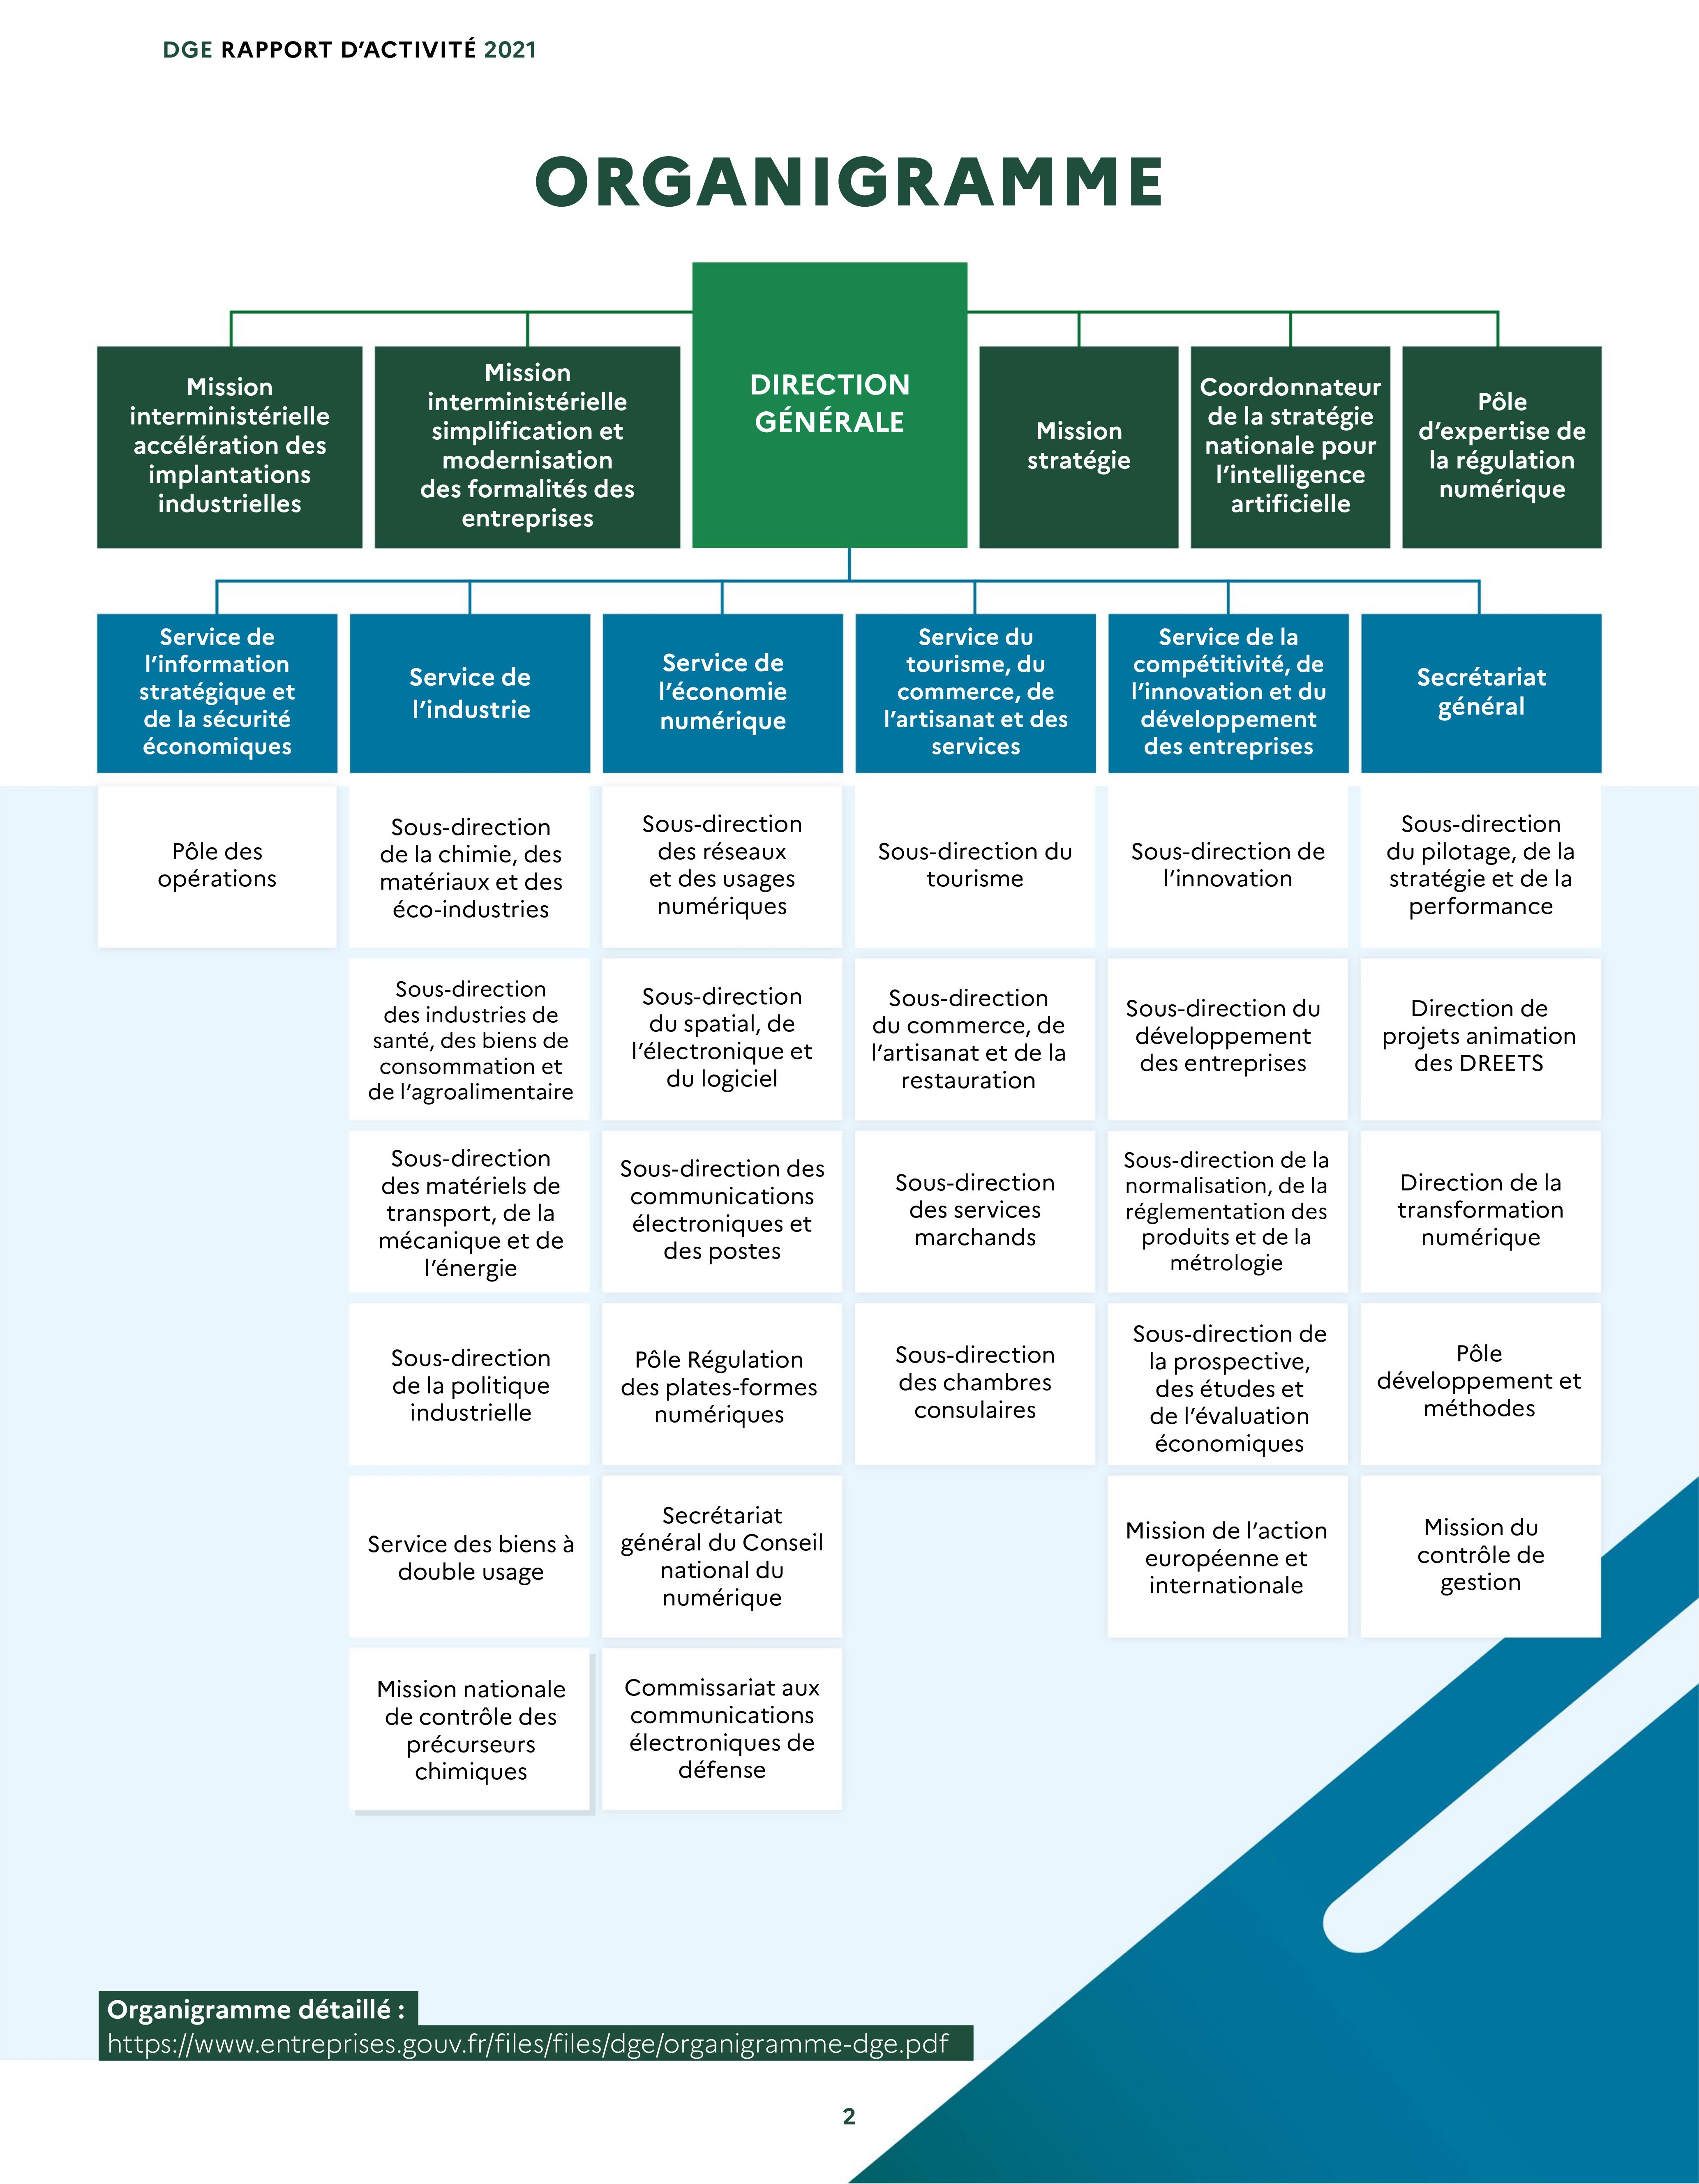 DGE RAPPORT D’ACTIVITÉ 2021
ORGANIGRAMME
DIRECTION
GÉNÉRALE
Mission
interministérielle
accélération des
implantations
industrielles
Mission
interministérielle
simplification et
modernisation
des formalités des
entreprises
Mission
stratégie
Coordonnateur
de la stratégie
nationale pour
l’intelligence
artificielle
Pôle
d’expertise de
la régulation
numérique
Service de
l’information
stratégique et
de la sécurité
économiques
Service de
l’industrie
Service de
l’économie
numérique
Service du
tourisme, du
commerce, de
l’artisanat et des
services
Service de la
compétitivité, de
l’innovation et du
développement
des entreprises
Secrétariat
général
Pôle des
opérations
Sous-direction
de la chimie, des
matériaux et des
éco-industries
Sous-direction
des réseaux
et des usages
numériques
Sous-direction du
tourisme
Sous-direction de
l’innovation
Sous-direction
du pilotage, de la
stratégie et de la
performance
Sous-direction
des industries de
santé, des biens de
consommation et
de l’agroalimentaire
Sous-direction
du spatial, de
l’électronique et
du logiciel
Sous-direction
du commerce, de
l’artisanat et de la
restauration
Sous-direction du
développement
des entreprises
Direction de
projets animation
des DREETS
Sous-direction
des matériels de
transport, de la
mécanique et de
l’énergie
Sous-direction des
communications
électroniques et
des postes
Sous-direction
des services
marchands
Sous-direction de la
normalisation, de la
réglementation des
produits et de la
métrologie
Direction de la
transformation
numérique
Sous-direction
de la politique
industrielle
Pôle Régulation
des plates-formes
numériques
Sous-direction
des chambres
consulaires
Sous-direction de
la prospective,
des études et
de l’évaluation
économiques
Pôle
développement et
méthodes
Service des biens à
double usage
Secrétariat
général du Conseil
national du
numérique
Mission de l’action
européenne et
internationale
Mission du
contrôle de
gestion
Mission nationale
de contrôle des
précurseurs
chimiques
Commissariat aux
communications
électroniques de
défense
Organigramme détaillé :
https://www.entreprises.gouv.fr/files/files/dge/organigramme-dge.pdf
2